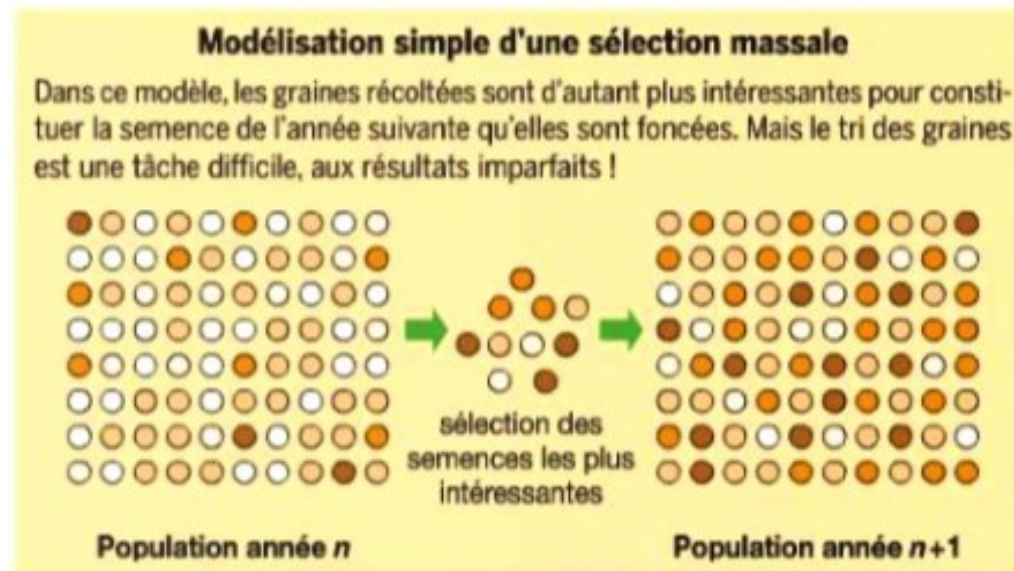 Modélisation simple d'une sélection massale
Dans ce modèle, les graines récoltées sont d'autant plus intéressantes pour consti-
tuer la semence de l'année suivante qu'elles sont foncées. Mais le tri des graines
est une tâche difficile, aux résultats imparfaits !
sélection des
semences les plus
intéressantes
Population année n
Population année n+1